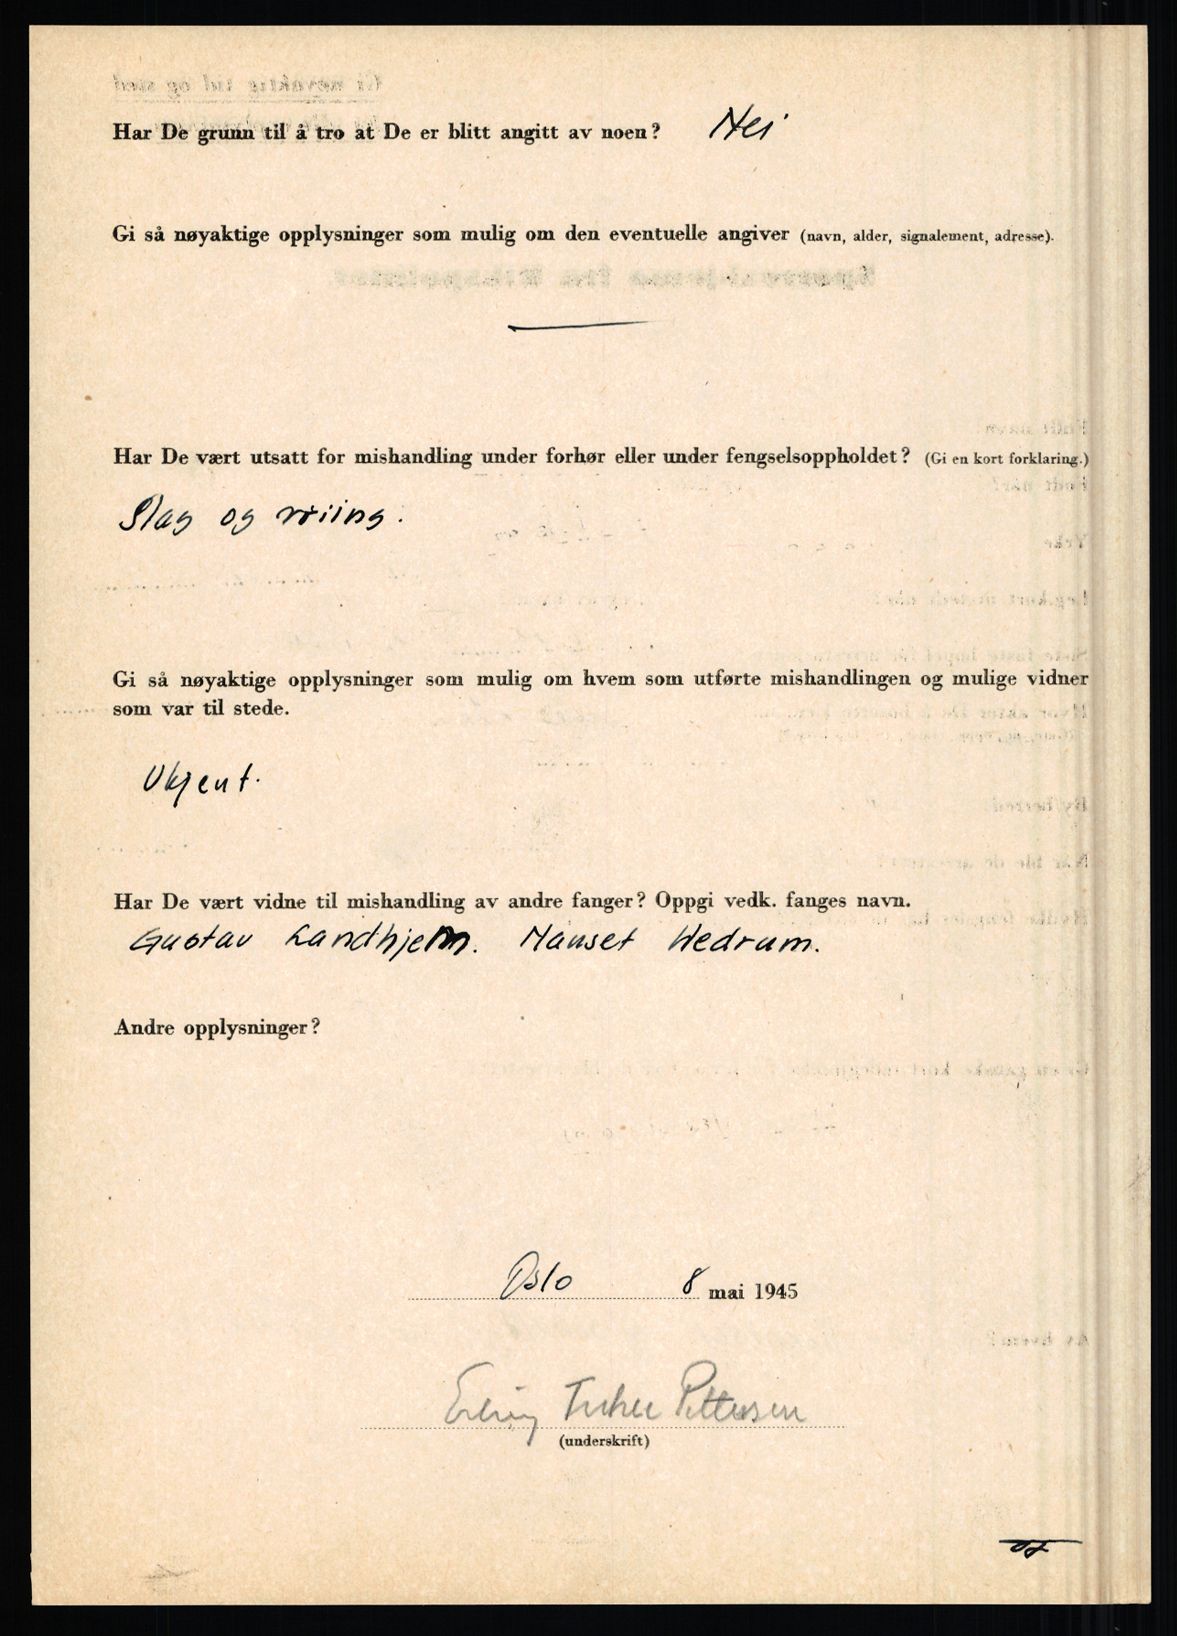 Har De grunn til å tro at De er blitt angitt av noen? Nei
Gi så nøyaktige opplysninger som mulig om den eventuelle angiver (navn, alder, signalement, adresse).
Har De vært utsatt for mishandling under forhør eller under fengselsoppholdet? (Gi en kort forklaring.)
Slag og
Gi så nøyaktige opplysninger som mulig om hvem som utførte mishandlingen og mulige vidner
som var til stede.
Ukjent.
Har De vært vidne til mishandling av andre fanger? Oppgi vedk. fanges navn.
Gustav Landhjem. Hedrum.
Andre opplysninger?
Oslo 8 mai 1945
Erling Pettersen
(underskrift)